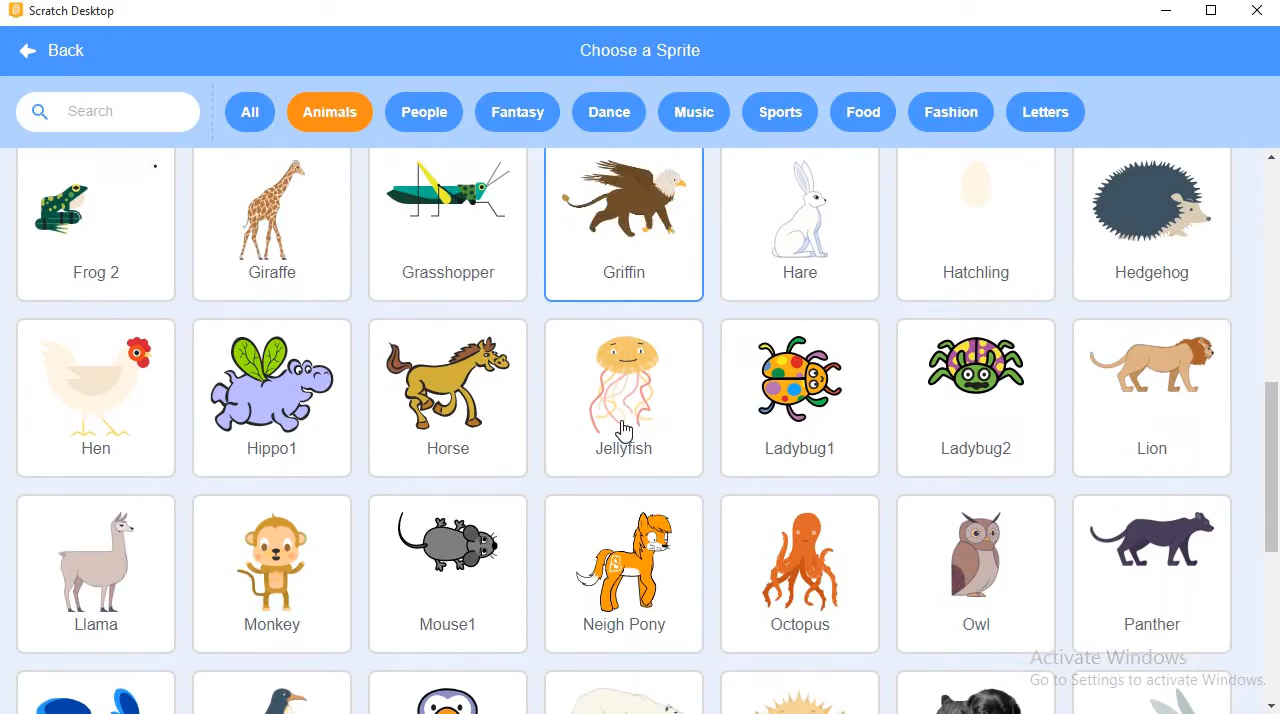 Scratch Desktop
Back
Choose a Sprite
Search
All
Animals
People
Fantasy
Dance
Music
Sports
Food
Fashion
Letters
Frog 2
Giraffe
Grasshopper
Griffin
Hare
Hatchling
Hedgehog
Hen
Hippo1
Horse
Jellyfish
Ladybug1
Ladybug2
Lion
Llama
Monkey
Mouse1
Neigh Pony
Octopus
Owl
Panther
Activate Windows
Go to Settings to activate Windows.